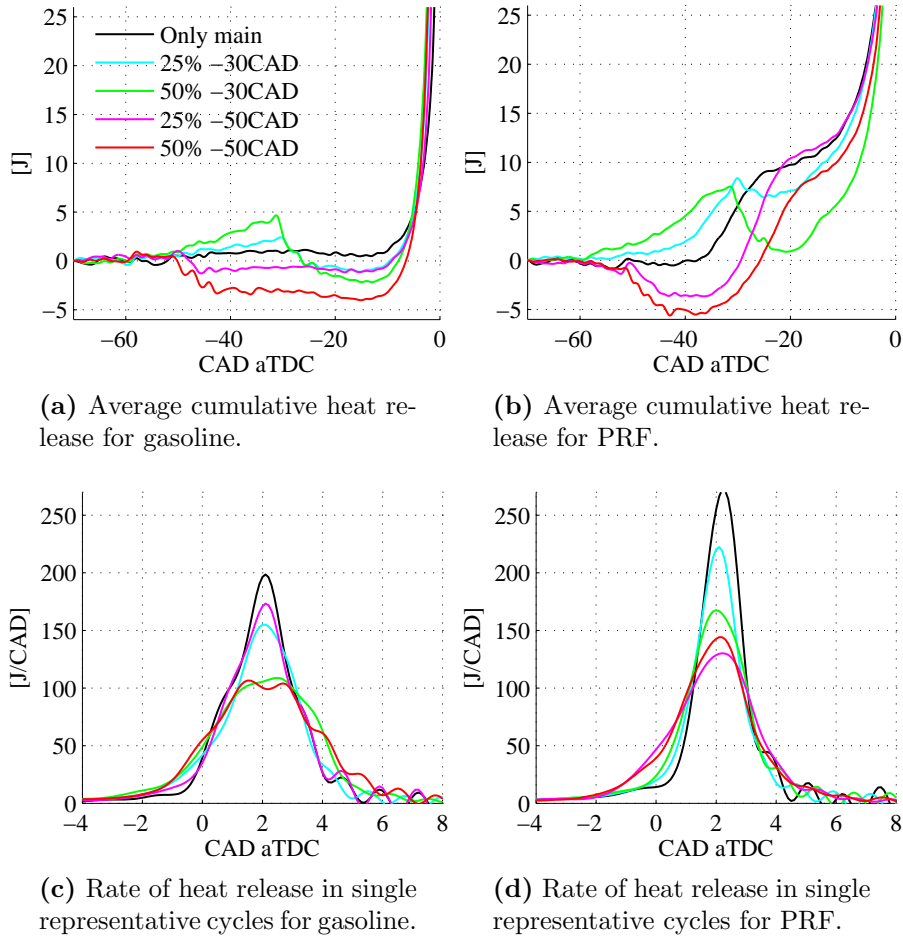 25
20
15
10
5
0
−5
[J]
Only main
25% −30CAD
50% −30CAD
25% −50CAD
50% −50CAD
−60
−40
−20
0
CAD aTDC
25
20
15
10
5
0
−5
[J]
−60
−40
−20
0
CAD aTDC
(a) Average cumulative heat re-
lease for gasoline.
(b) Average cumulative heat re-
lease for PRF.
250
200
150
100
50
0
[J/CAD]
−4
−2
0
2
4
6
8
CAD aTDC
250
200
150
100
50
0
[J/CAD]
−4
−2
0
2
4
6
8
CAD aTDC
(c) Rate of heat release in single
representative cycles for gasoline.
(d) Rate of heat release in single
representative cycles for PRF.